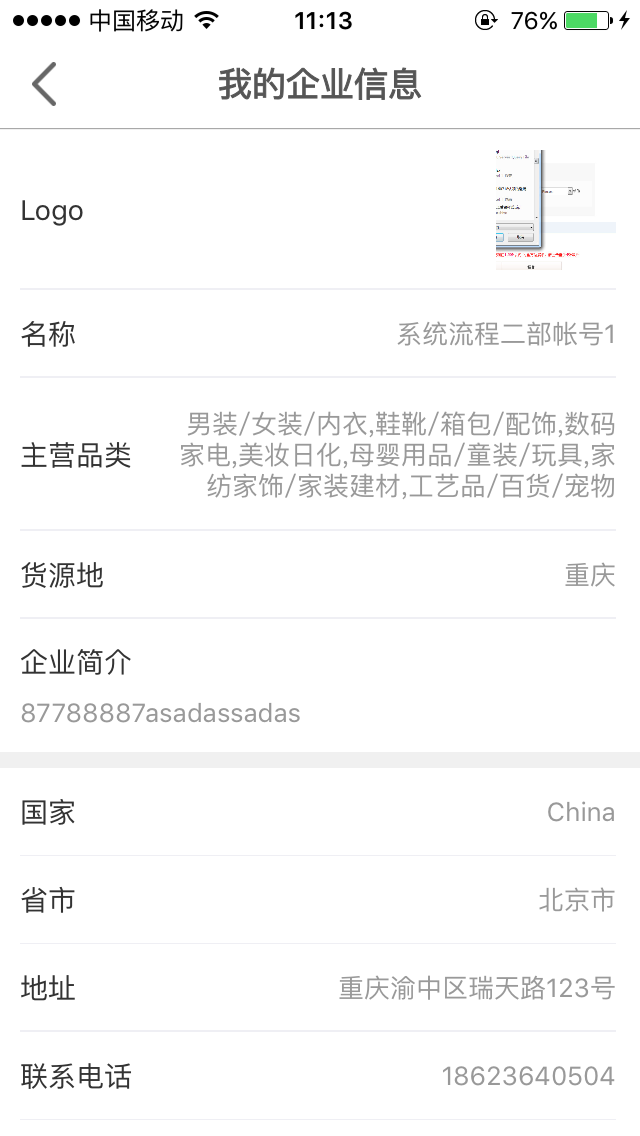 中国移动 11:13 76%
我的企业信息
Logo
名称 系统流程二部帐号1
男装/女装/内衣,鞋靴/箱包/配饰,数码
主营品类 家电,美妆日化,母婴用品/童装/玩具,家
纺家饰/家装建材,工艺品/百货/宠物
货源地 重庆
企业简介
87788887asadassadas
国家 China
省市 北京市
地址 重庆渝中区瑞天路123号
联系电话 18623640504